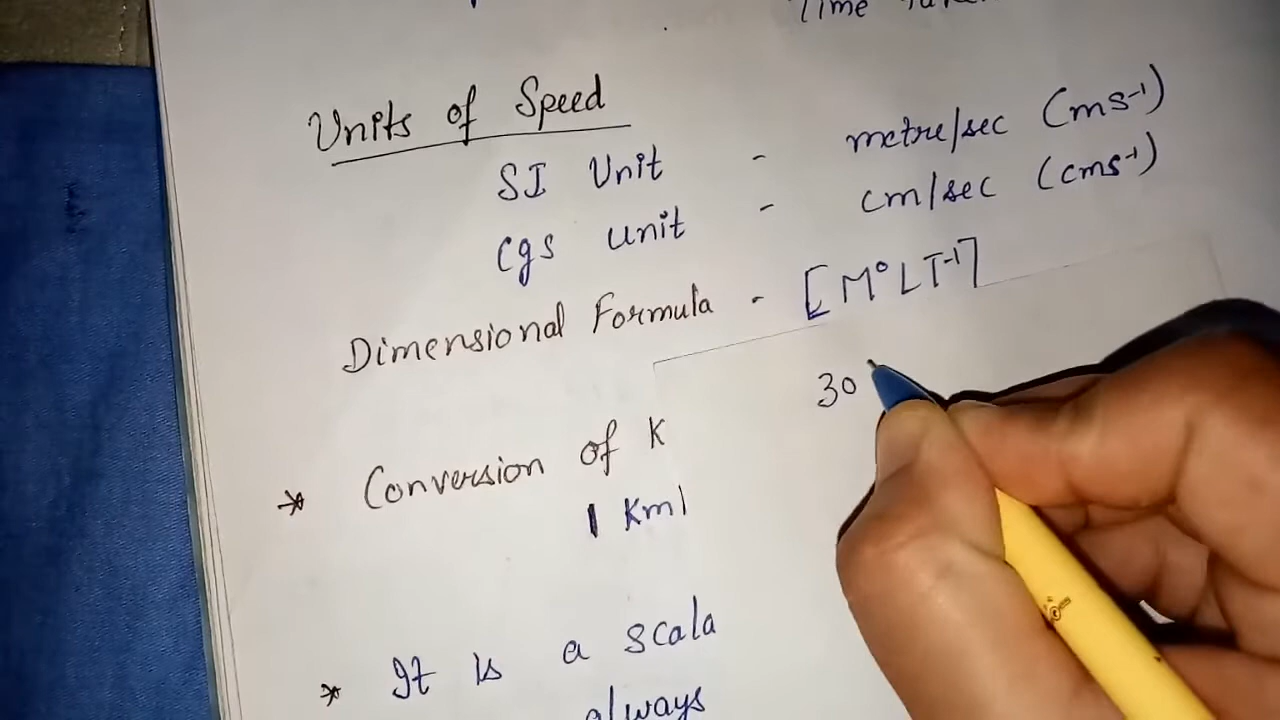 Time
Units of Speed
SI Unit - metre/sec (ms⁻¹)
cgs unit - cm/sec (cms⁻¹)
Dimensional Formula - [M⁰LT⁻¹]
30
* Conversion of K
1 Km/
* It is a scala
always